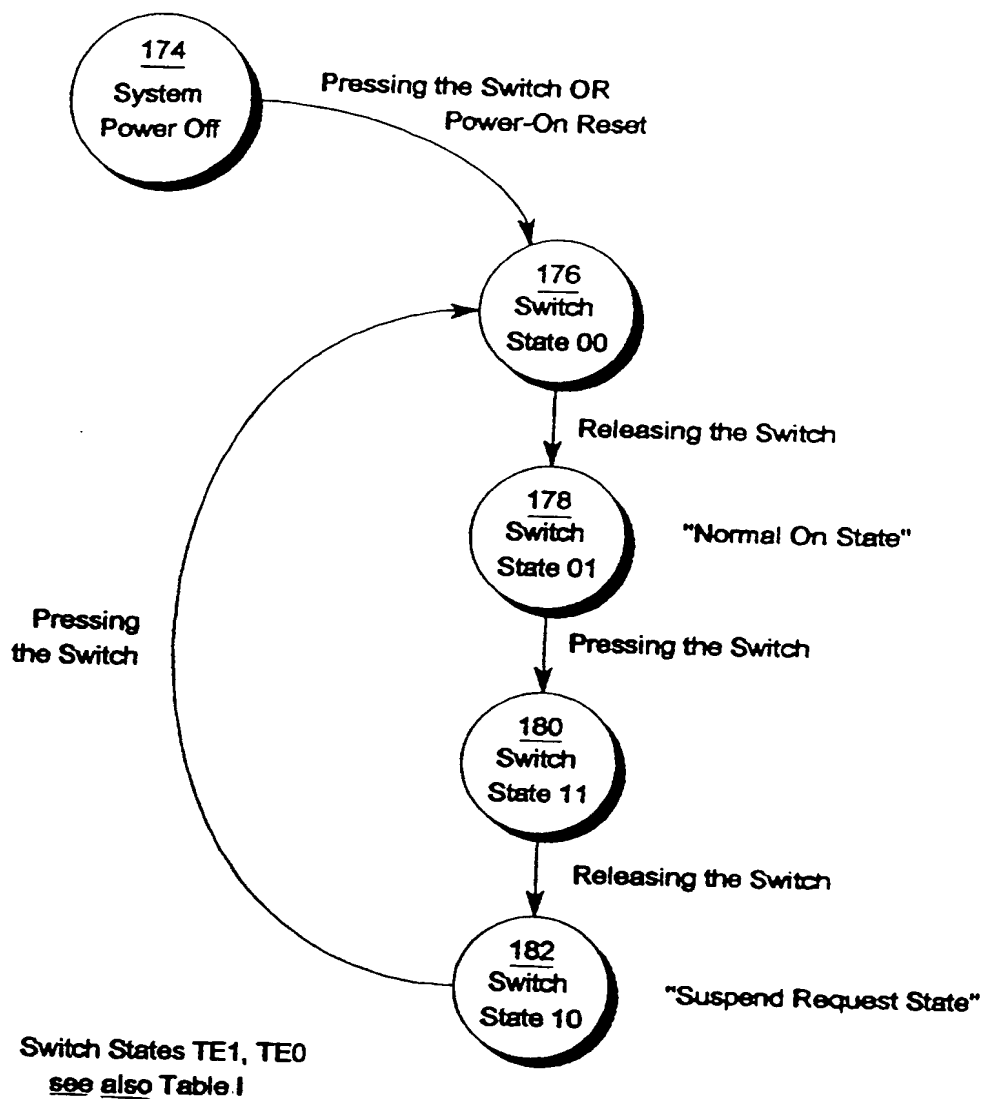 174
System
Power Off
Pressing the Switch OR
Power-On Reset
176
Switch
State 00
Releasing the Switch
178
Switch
State 01
"Normal On State"
Pressing
the Switch
Pressing the Switch
180
Switch
State 11
Releasing the Switch
182
Switch
State 10
"Suspend Request State"
Switch States TE1, TE0
see also Table I